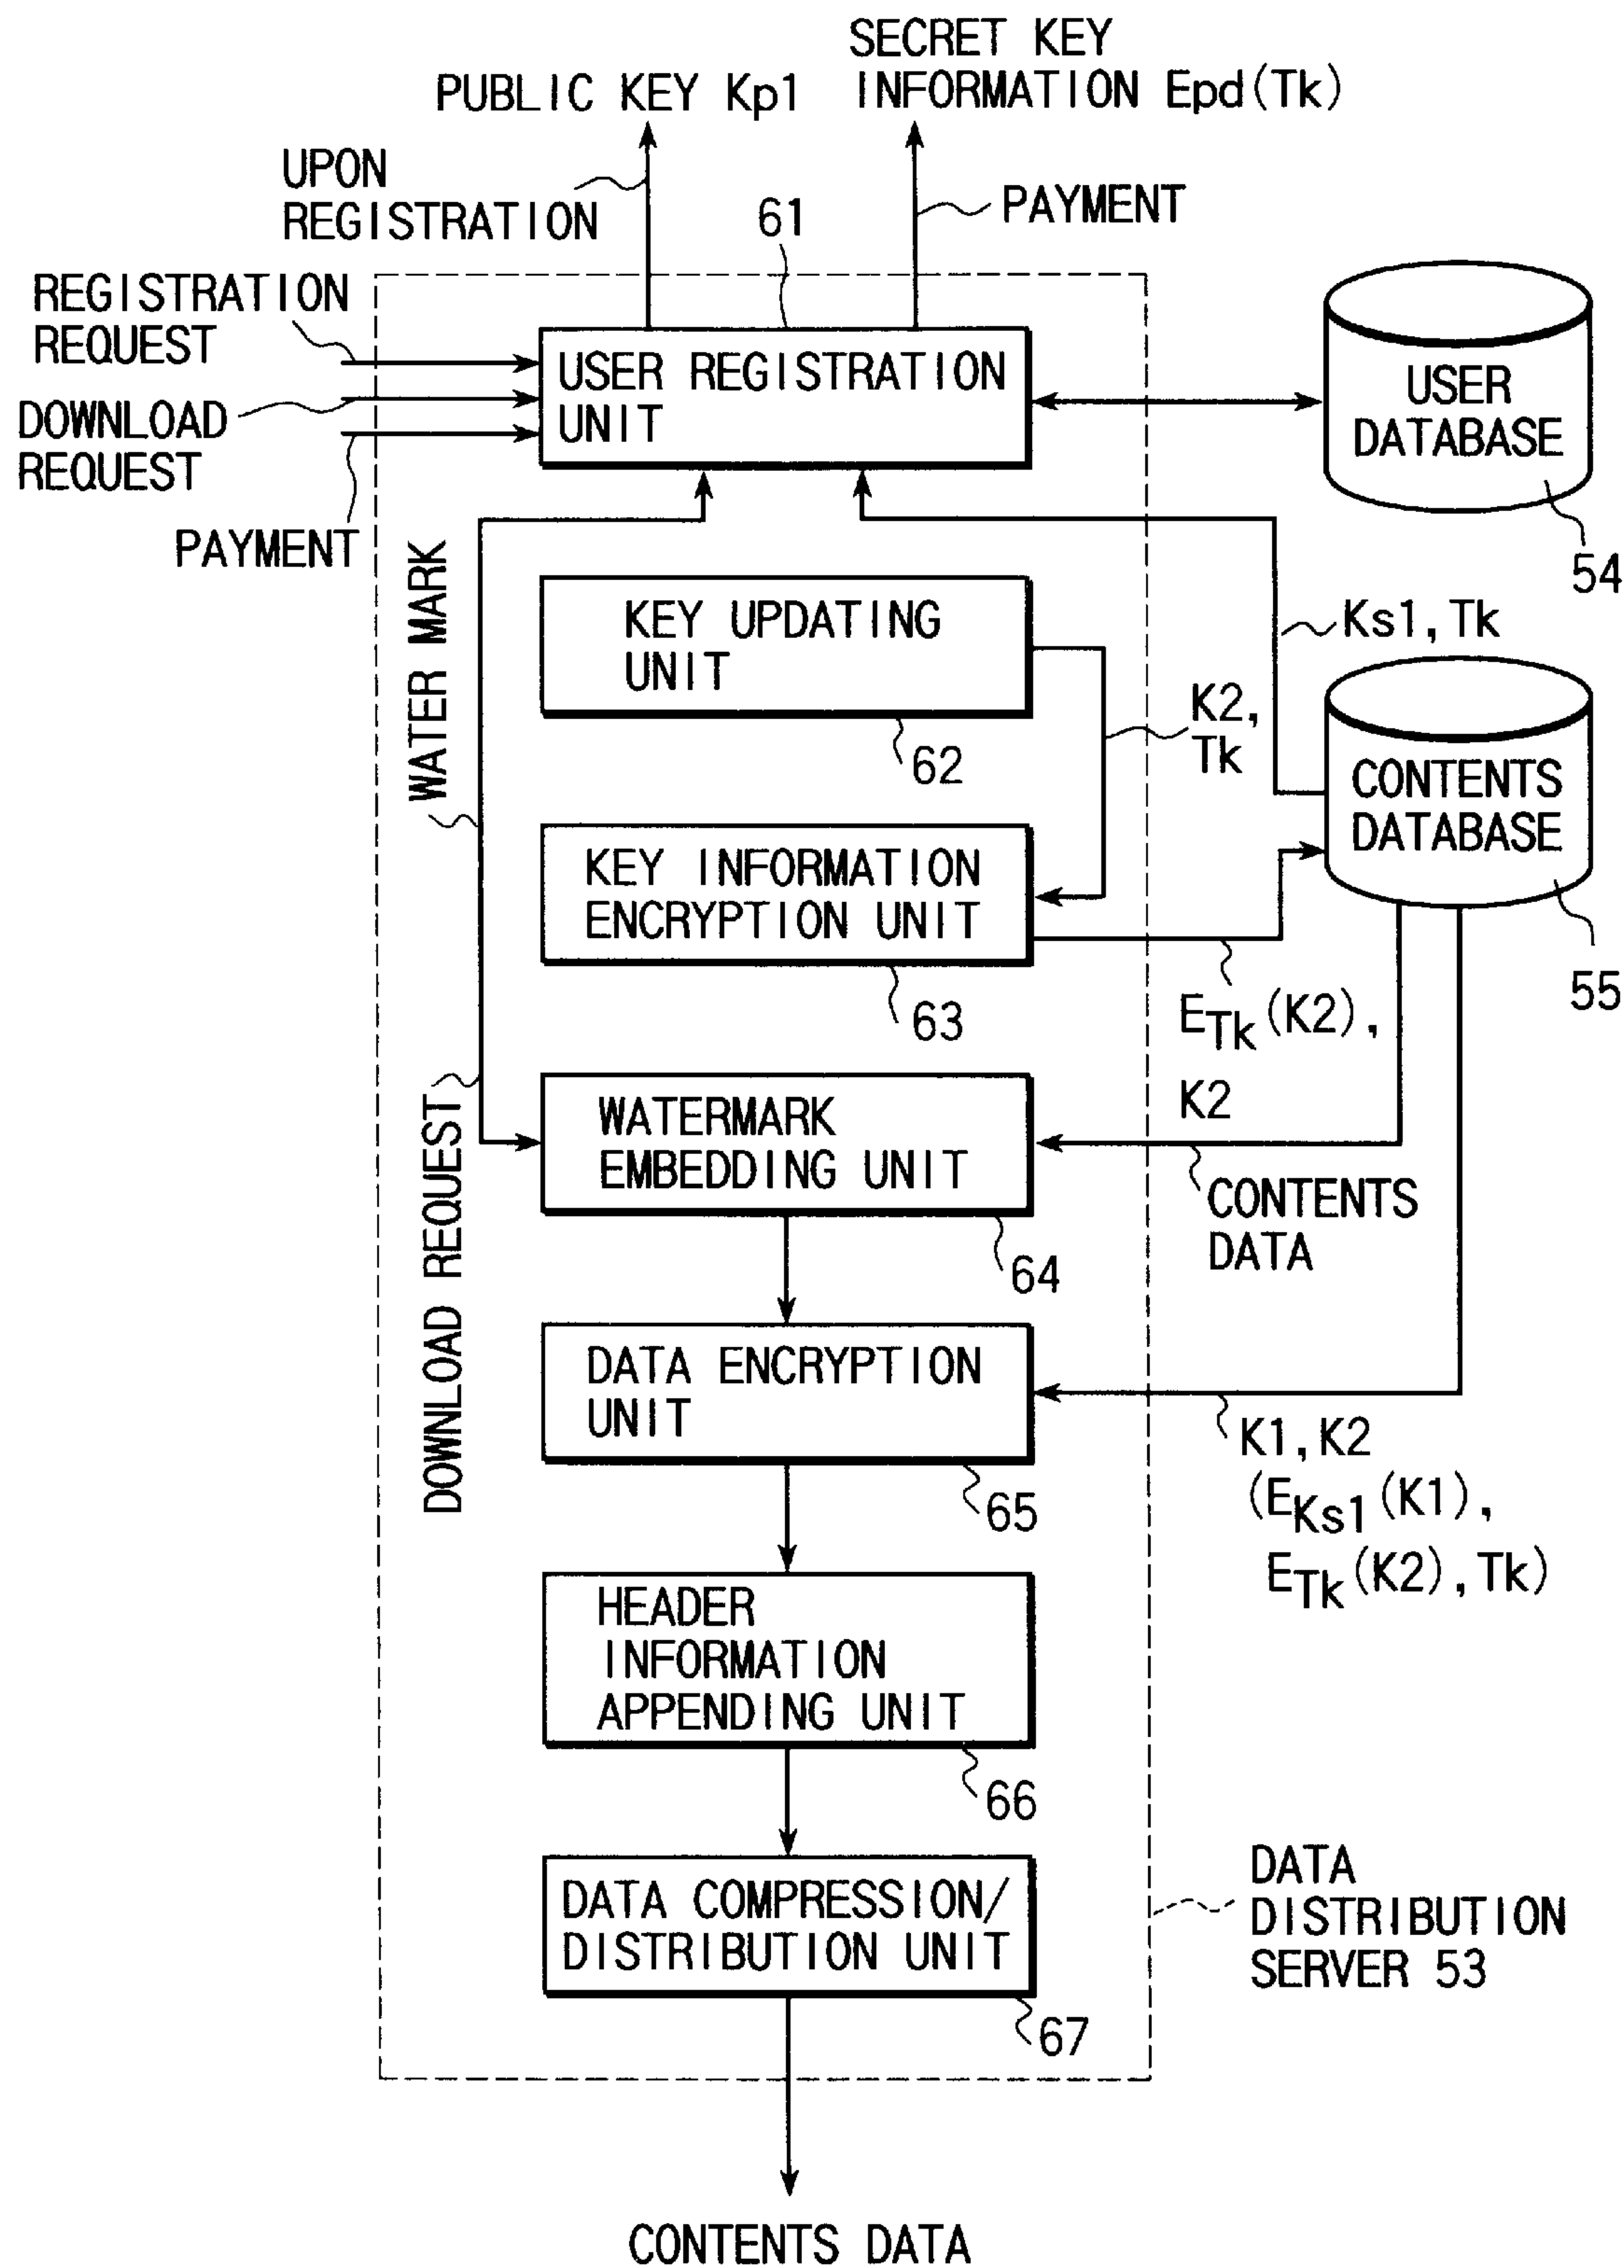 SECRET KEY
INFORMATION Epd(Tk)
PUBLIC KEY Kp1
UPON
REGISTRATION
PAYMENT
61
REGISTRATION
REQUEST
DOWNLOAD
REQUEST
PAYMENT
USER REGISTRATION
UNIT
USER
DATABASE
54
WATER MARK
KEY UPDATING
UNIT
62
Ks1, Tk
K2,
Tk
CONTENTS
DATABASE
55
KEY INFORMATION
ENCRYPTION UNIT
63
ETk(K2),
K2
DOWNLOAD REQUEST
WATERMARK
EMBEDDING UNIT
64
CONTENTS
DATA
DATA ENCRYPTION
UNIT
65
K1, K2
(EKs1(K1),
ETk(K2), Tk)
HEADER
INFORMATION
APPENDING UNIT
66
DATA COMPRESSION/
DISTRIBUTION UNIT
67
DATA
DISTRIBUTION
SERVER 53
CONTENTS DATA